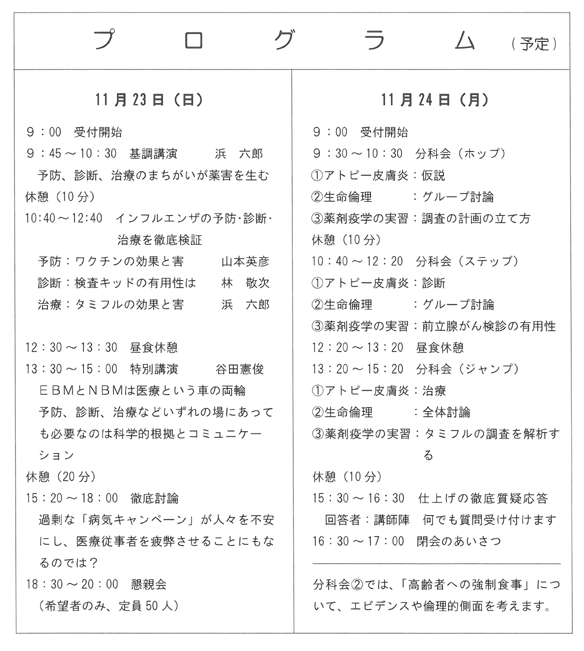 プログラム（予定）
11月23日（日）
9：00　受付開始
9：45～10：30　基調講演　浜　六郎
予防、診断、治療のまちがいが薬害を生む
休憩（10分）
10:40～12:40　インフルエンザの予防･診断･
治療を徹底検証
予防：ワクチンの効果と害　山本英彦
診断：検査キッドの有用性は　林　敬次
治療：タミフルの効果と害　浜　六郎
12：30～13：30　昼食休憩
13：30～15：00　特別講演　谷田憲俊
ＥＢＭとＮＢＭは医療という車の両輪
予防、診断、治療などいずれの場にあって
も必要なのは科学的根拠とコミュニケー
ション
休憩（20分）
15：20～18：00　徹底討論
過剰な「病気キャンペーン」が人々を不安
にし、医療従事者を疲弊させることにもな
るのでは？
18：30～20：00　懇親会
（希望者のみ、定員50人）
11月24日（月）
9：00　受付開始
9：30～10：30　分科会（ホップ）
①アトピー皮膚炎：仮説
②生命倫理　：グループ討論
③薬剤疫学の実習：調査の計画の立て方
休憩（10分）
10：40～12：20　分科会（ステップ）
①アトピー皮膚炎：診断
②生命倫理　：グループ討論
③薬剤疫学の実習：前立腺がん検診の有用性
12：20～13：20　昼食休憩
13：20～15：20　分科会（ジャンプ）
①アトピー皮膚炎：治療
②生命倫理　：全体討論
③薬剤疫学の実習：タミフルの調査を解析す
る
休憩（10分）
15：30～16：30　仕上げの徹底質疑応答
回答者：講師陣　何でも質問受け付けます
16：30～17：00　閉会のあいさつ
分科会②では、「高齢者への強制食事」につ
いて、エビデンスや倫理的側面を考えます。